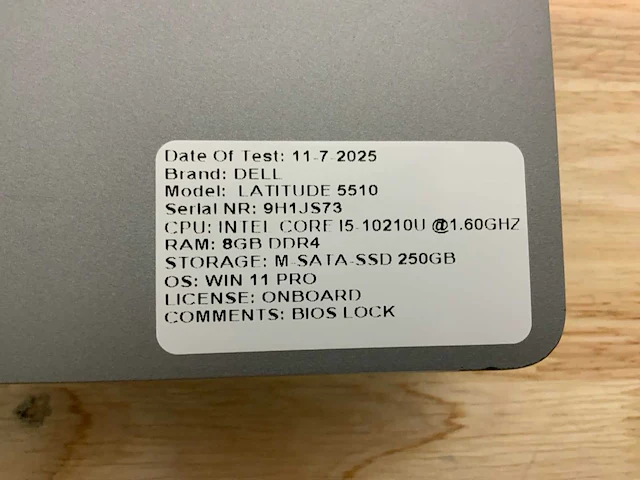 Date Of Test: 11-7-2025
Brand: DELL
Model: LATITUDE 5510
Serial NR: 9H1JS73
CPU: INTEL CORE I5-10210U @1.60GHZ
RAM: 8GB DDR4
STORAGE: M-SATA-SSD 250GB
OS: WIN 11 PRO
LICENSE: ONBOARD
COMMENTS: BIOS LOCK